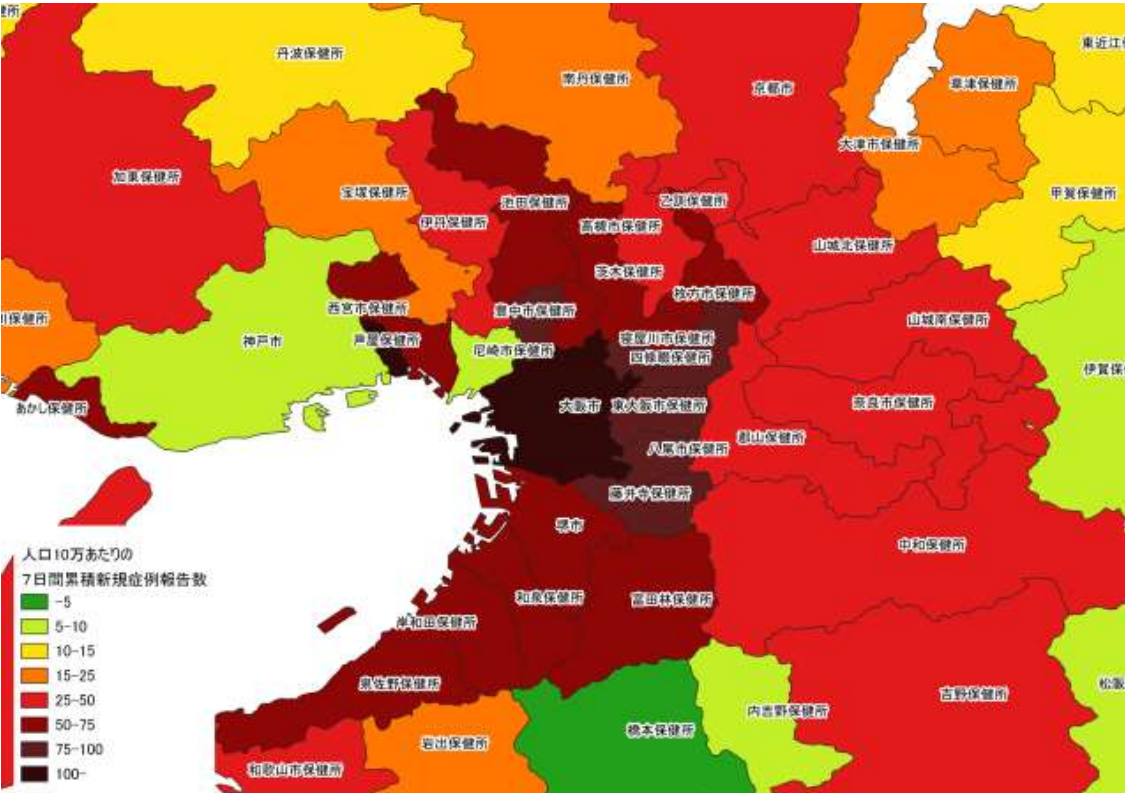 健所
丹波保健所
東近江
南丹保健所
京都市
草津保健所
大津市保健所
加東保健所
宝塚保健所
池田保健所
乙訓保健所
甲賀保健所
伊丹保健所
高槻市保健所
山城北保健所
茨木保健所
枚方市保健所
西宮市保健所
豊中市保健所
川保健所
山城南保健所
神戸市
芦屋保健所
尼崎市保健所
寝屋川市保健所
四條畷保健所
伊賀保
あかし保健所
大阪市
東大阪市保健所
奈良市保健所
郡山保健所
八尾市保健所
藤井寺保健所
堺市
中和保健所
人口10万あたりの
7日間累積新規症例報告数
-5
5-10
10-15
15-25
25-50
50-75
75-100
100-
和泉保健所
富田林保健所
岸和田保健所
泉佐野保健所
吉野保健所
松阪
内吉野保健所
橋本保健所
岩出保健所
和歌山市保健所